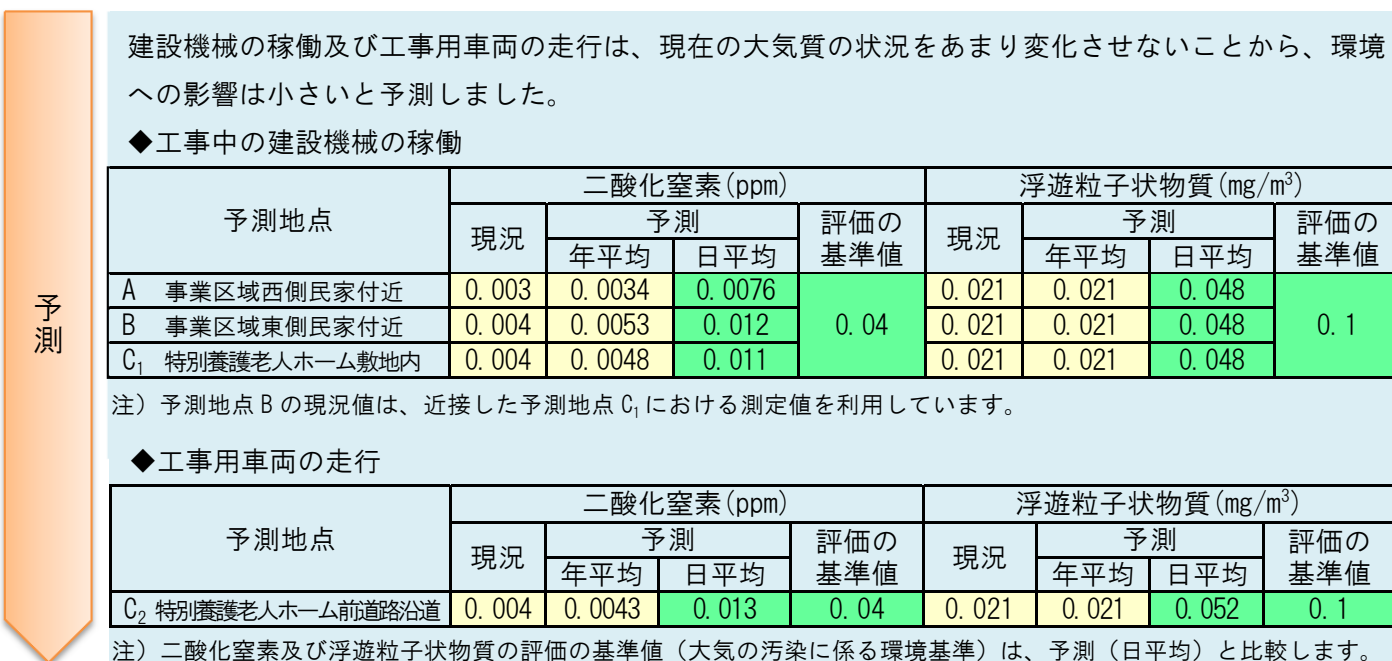 予測
建設機械の稼働及び工事用車両の走行は、現在の大気質の状況をあまり変化させないことから、環境
への影響は小さいと予測しました。
◆工事中の建設機械の稼働
予測地点 二酸化窒素(ppm) 浮遊粒子状物質(mg/m³)
現況 予測 評価の基準値 現況 予測 評価の基準値
年平均 日平均 年平均 日平均
A 事業区域西側民家付近 0.003 0.0034 0.0076 0.021 0.021 0.048
B 事業区域東側民家付近 0.004 0.0053 0.012 0.04 0.021 0.021 0.048 0.1
C₁ 特別養護老人ホーム敷地内 0.004 0.0048 0.011 0.021 0.021 0.048
注）予測地点Bの現況値は、近接した予測地点C₁における測定値を利用しています。
◆工事用車両の走行
予測地点 二酸化窒素(ppm) 浮遊粒子状物質(mg/m³)
現況 予測 評価の基準値 現況 予測 評価の基準値
年平均 日平均 年平均 日平均
C₂ 特別養護老人ホーム前道路沿道 0.004 0.0043 0.013 0.04 0.021 0.021 0.052 0.1
注）二酸化窒素及び浮遊粒子状物質の評価の基準値（大気の汚染に係る環境基準）は、予測（日平均）と比較します。